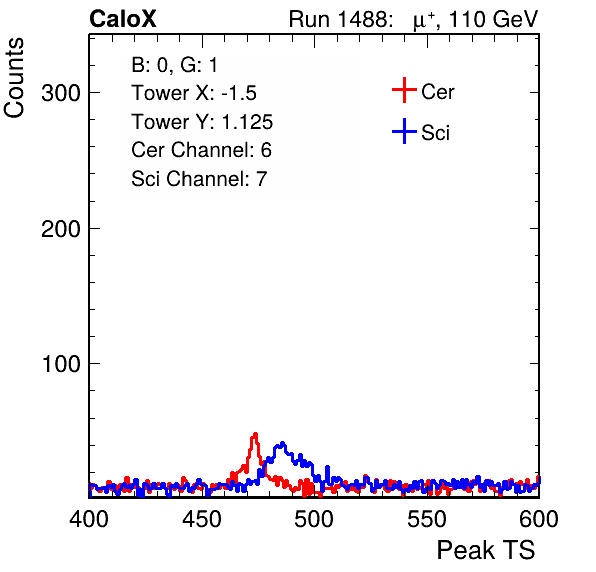 CaloX Run 1488: μ⁺, 110 GeV
B: 0, G: 1
Tower X: -1.5
Tower Y: 1.125
Cer Channel: 6
Sci Channel: 7
Cer
Sci
Counts
300
200
100
400 450 500 550 600
Peak TS